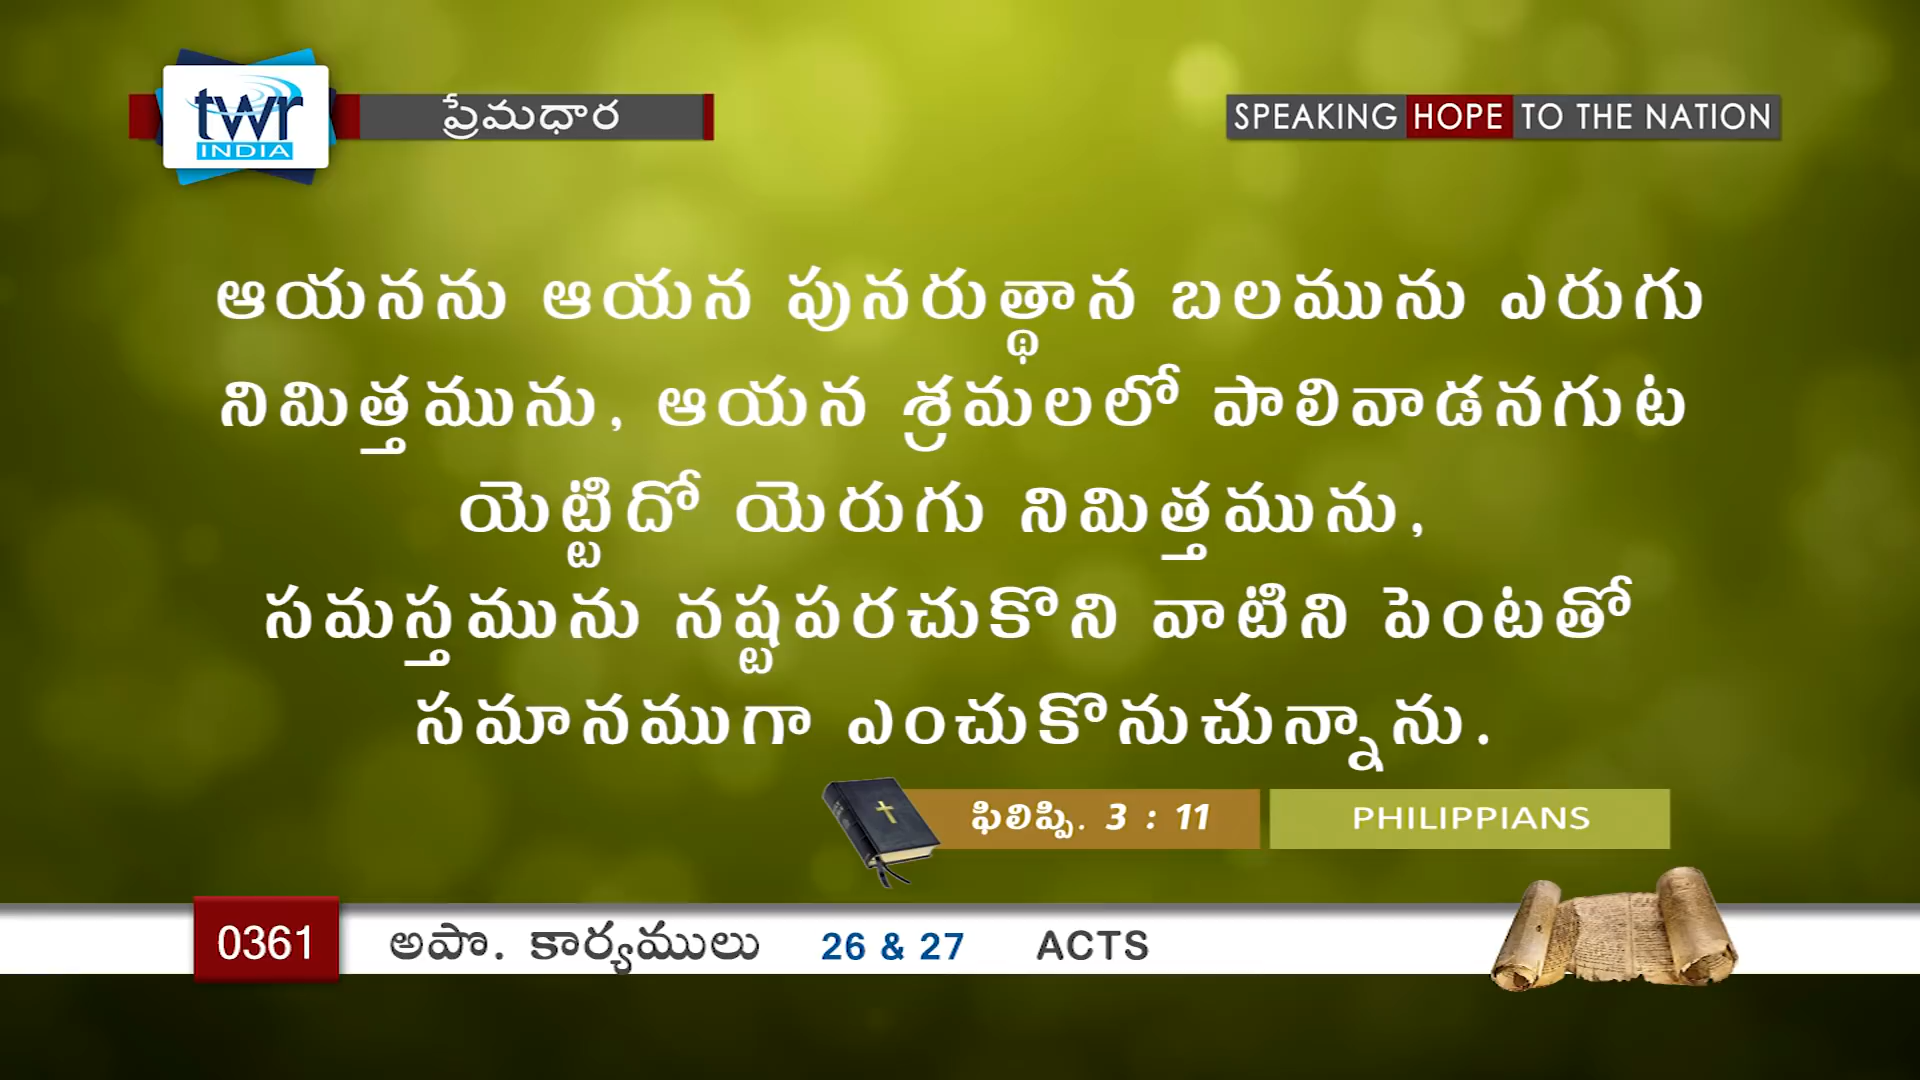 twr
INDIA
ప్రేమధార
SPEAKING HOPE TO THE NATION
ఆయనను ఆయన పునరుత్థాన బలమును ఎరుగు
నిమిత్తమును, ఆయన శ్రమలలో పాలివాడనగుట
యెట్టిదో యెరుగు నిమిత్తమును,
సమస్తమును నష్టపరచుకొని వాటిని పెంటతో
సమానముగా ఎంచుకొనుచున్నాను.
ఫిలిప్పి. 3 : 11 PHILIPPIANS
0361 అపొ. కార్యములు 26 & 27 ACTS